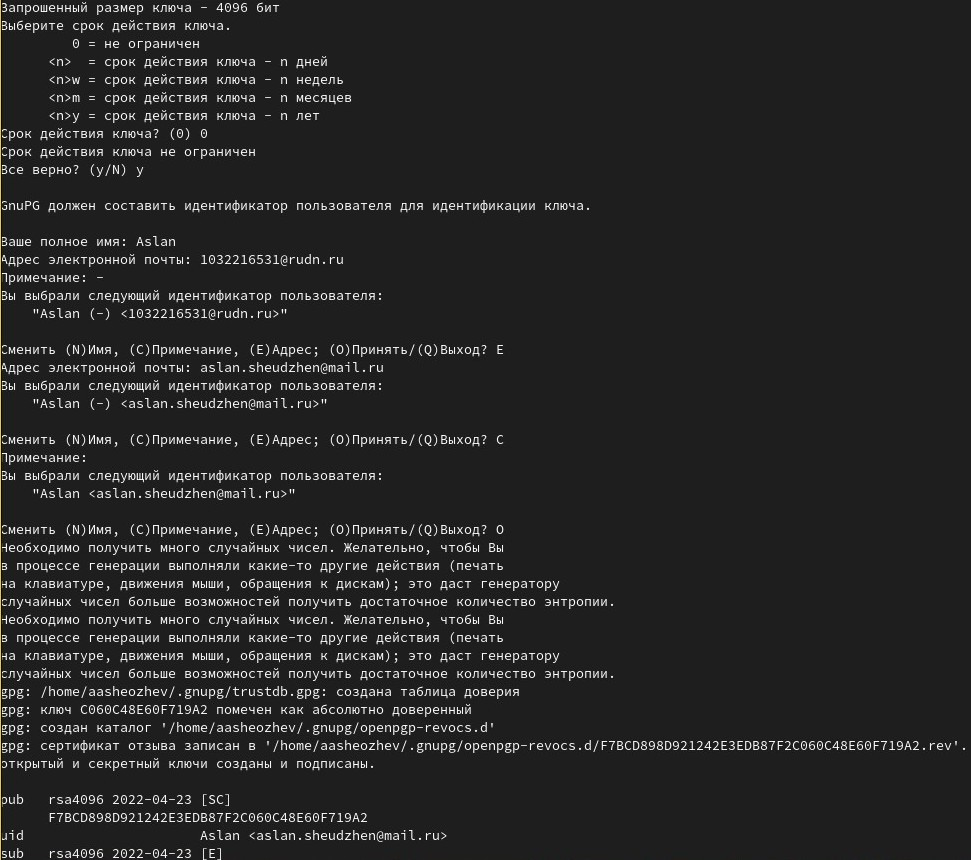 Запрошенный размер ключа - 4096 бит
Выберите срок действия ключа.
         0 = не ограничен
      <n>  = срок действия ключа - n дней
      <n>w = срок действия ключа - n недель
      <n>m = срок действия ключа - n месяцев
      <n>y = срок действия ключа - n лет
Срок действия ключа? (0) 0
Срок действия ключа не ограничен
Все верно? (y/N) y
GnuPG должен составить идентификатор пользователя для идентификации ключа.
Ваше полное имя: Aslan
Адрес электронной почты: 1032216531@rudn.ru
Примечание: -
Вы выбрали следующий идентификатор пользователя:
    "Aslan (-) <1032216531@rudn.ru>"
Сменить (N)Имя, (C)Примечание, (E)Адрес; (O)Принять/(Q)Выход? E
Адрес электронной почты: aslan.sheudzhen@mail.ru
Вы выбрали следующий идентификатор пользователя:
    "Aslan (-) <aslan.sheudzhen@mail.ru>"
Сменить (N)Имя, (C)Примечание, (E)Адрес; (O)Принять/(Q)Выход? C
Примечание:
Вы выбрали следующий идентификатор пользователя:
    "Aslan <aslan.sheudzhen@mail.ru>"
Сменить (N)Имя, (C)Примечание, (E)Адрес; (O)Принять/(Q)Выход? O
Необходимо получить много случайных чисел. Желательно, чтобы Вы
в процессе генерации выполняли какие-то другие действия (печать
на клавиатуре, движения мыши, обращения к дискам); это даст генератору
случайных чисел больше возможностей получить достаточное количество энтропии.
Необходимо получить много случайных чисел. Желательно, чтобы Вы
в процессе генерации выполняли какие-то другие действия (печать
на клавиатуре, движения мыши, обращения к дискам); это даст генератору
случайных чисел больше возможностей получить достаточное количество энтропии.
gpg: /home/aasheozhev/.gnupg/trustdb.gpg: создана таблица доверия
gpg: ключ C060C48E60F719A2 помечен как абсолютно доверенный
gpg: создан каталог '/home/aasheozhev/.gnupg/openpgp-revocs.d'
gpg: сертификат отзыва записан в '/home/aasheozhev/.gnupg/openpgp-revocs.d/F7BCD898D921242E3EDB87F2C060C48E60F719A2.rev'.
открытый и секретный ключи созданы и подписаны.
pub   rsa4096 2022-04-23 [SC]
      F7BCD898D921242E3EDB87F2C060C48E60F719A2
uid                      Aslan <aslan.sheudzhen@mail.ru>
sub   rsa4096 2022-04-23 [E]